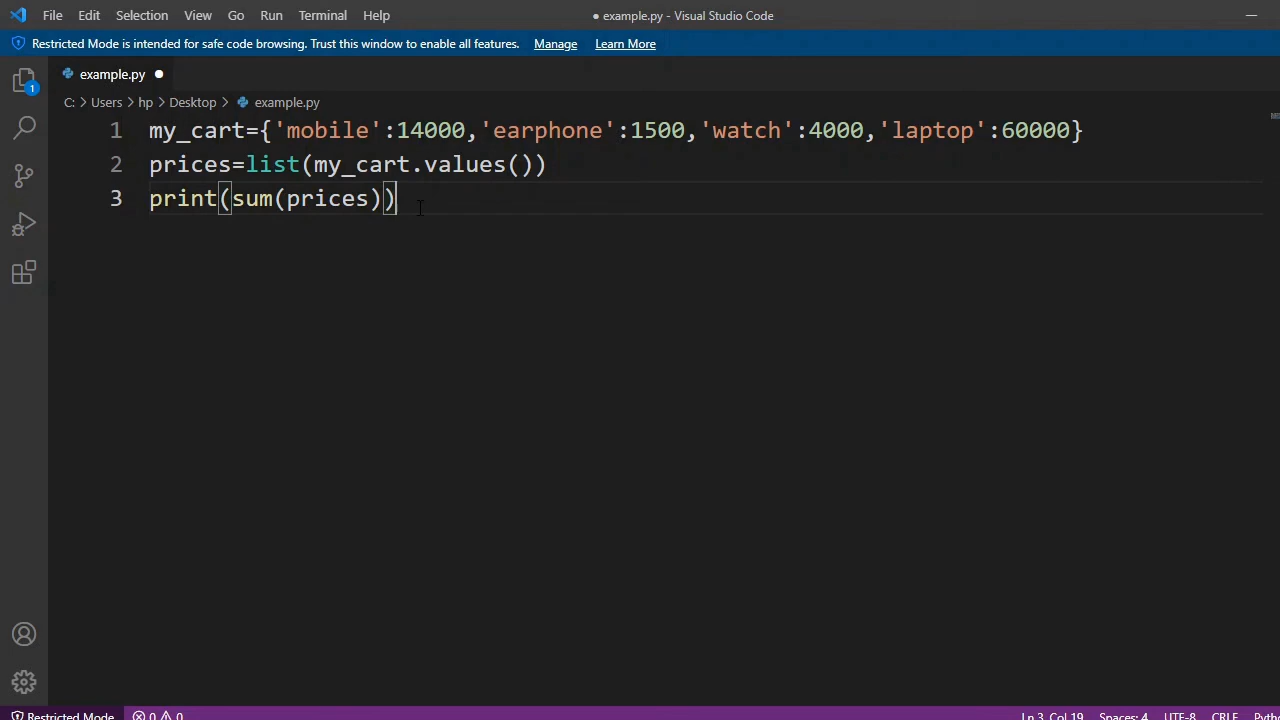 File Edit Selection View Go Run Terminal Help ● example.py - Visual Studio Code
Restricted Mode is intended for safe code browsing. Trust this window to enable all features. Manage Learn More
example.py ●
C: > Users > hp > Desktop > example.py
1 my_cart={'mobile':14000,'earphone':1500,'watch':4000,'laptop':60000}
2 prices=list(my_cart.values())
3 print(sum(prices))
1
Restricted Mode 0 0 Ln 3, Col 19 Spaces: 4 UTF-8 CRLF